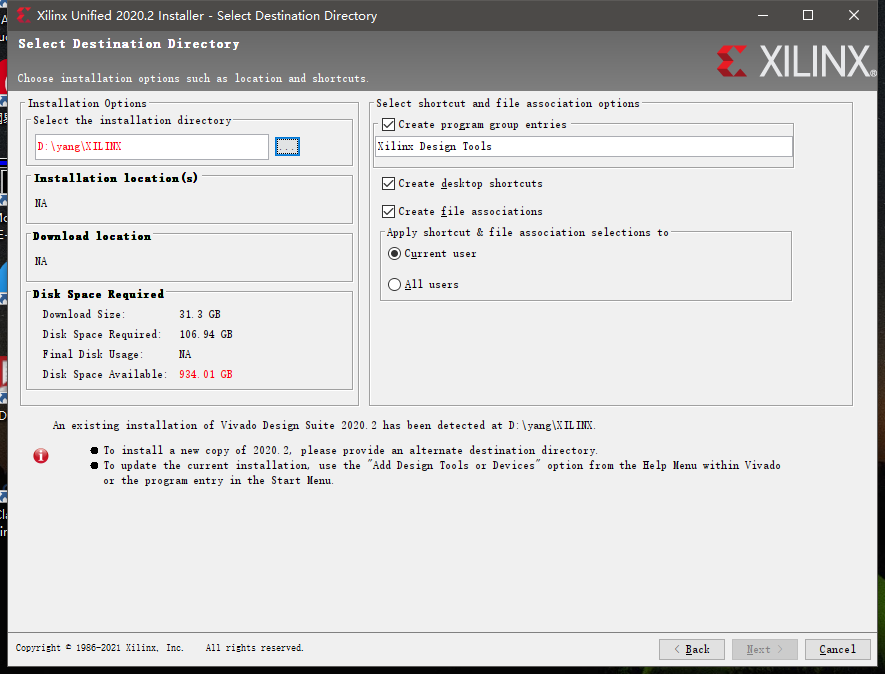 Xilinx Unified 2020.2 Installer - Select Destination Directory
Select Destination Directory
Choose installation options such as location and shortcuts.
XILINX
Installation Options
Select the installation directory
D:\yang\XILINX
...
Installation location(s)
NA
Download location
NA
Disk Space Required
Download Size: 31.3 GB
Disk Space Required: 106.94 GB
Final Disk Usage: NA
Disk Space Available: 934.01 GB
Select shortcut and file association options
Create program group entries
Xilinx Design Tools
Create desktop shortcuts
Create file associations
Apply shortcut & file association selections to
Current user
All users
An existing installation of Vivado Design Suite 2020.2 has been detected at D:\yang\XILINX.
To install a new copy of 2020.2, please provide an alternate destination directory.
To update the current installation, use the "Add Design Tools or Devices" option from the Help Menu within Vivado
or the program entry in the Start Menu.
Copyright © 1986-2021 Xilinx, Inc. All rights reserved.
< Back
Next >
Cancel